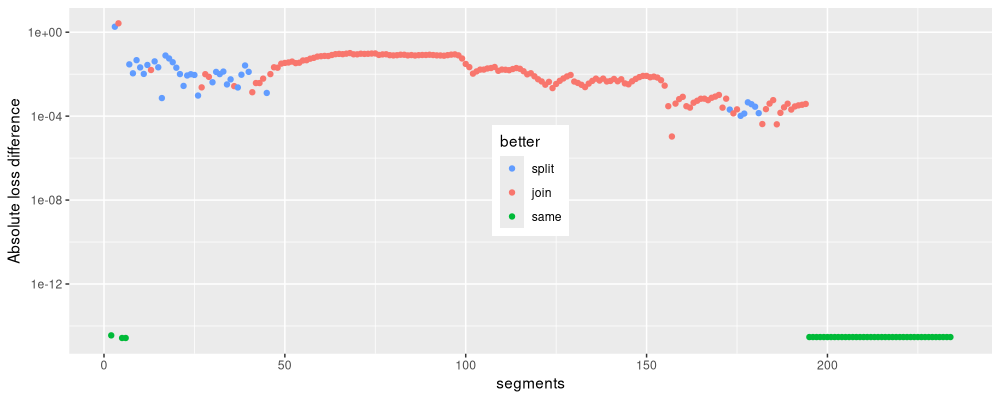 Absolute loss difference
1e+00
1e-04
1e-08
1e-12
better
split
join
same
0
50
100
150
200
segments